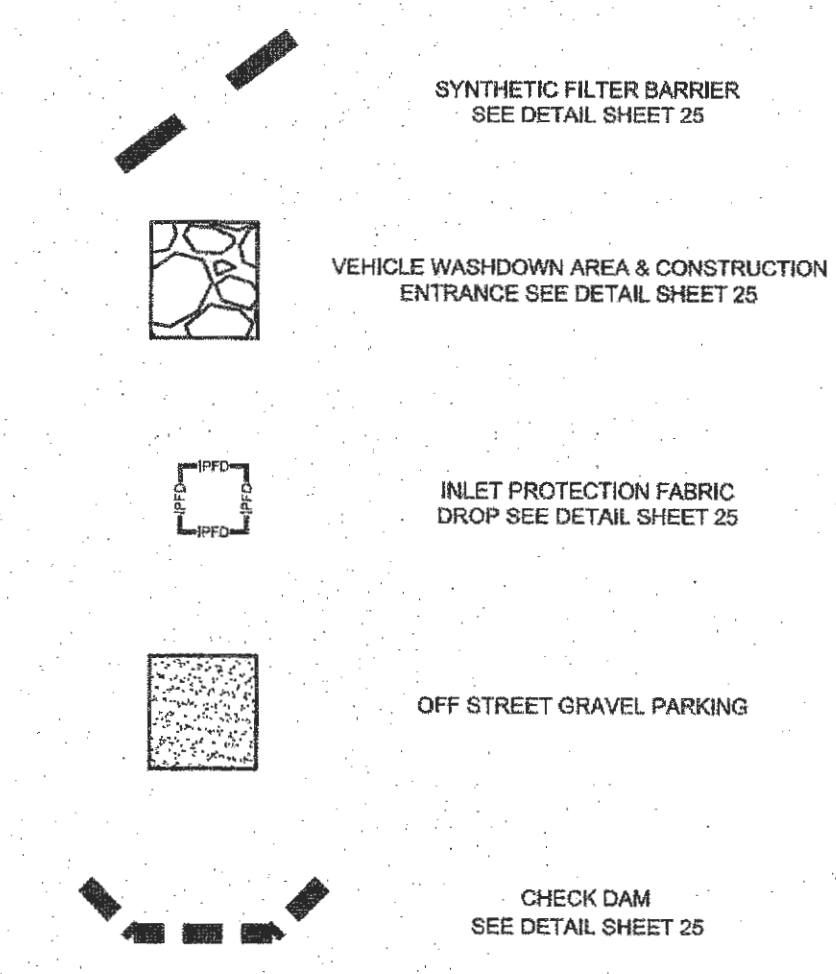 SYNTHETIC FILTER BARRIER
SEE DETAIL SHEET 25
VEHICLE WASHDOWN AREA & CONSTRUCTION
ENTRANCE SEE DETAIL SHEET 25
IPFD
IPFD
IPFD
IPFD
INLET PROTECTION FABRIC
DROP SEE DETAIL SHEET 25
OFF STREET GRAVEL PARKING
CHECK DAM
SEE DETAIL SHEET 25